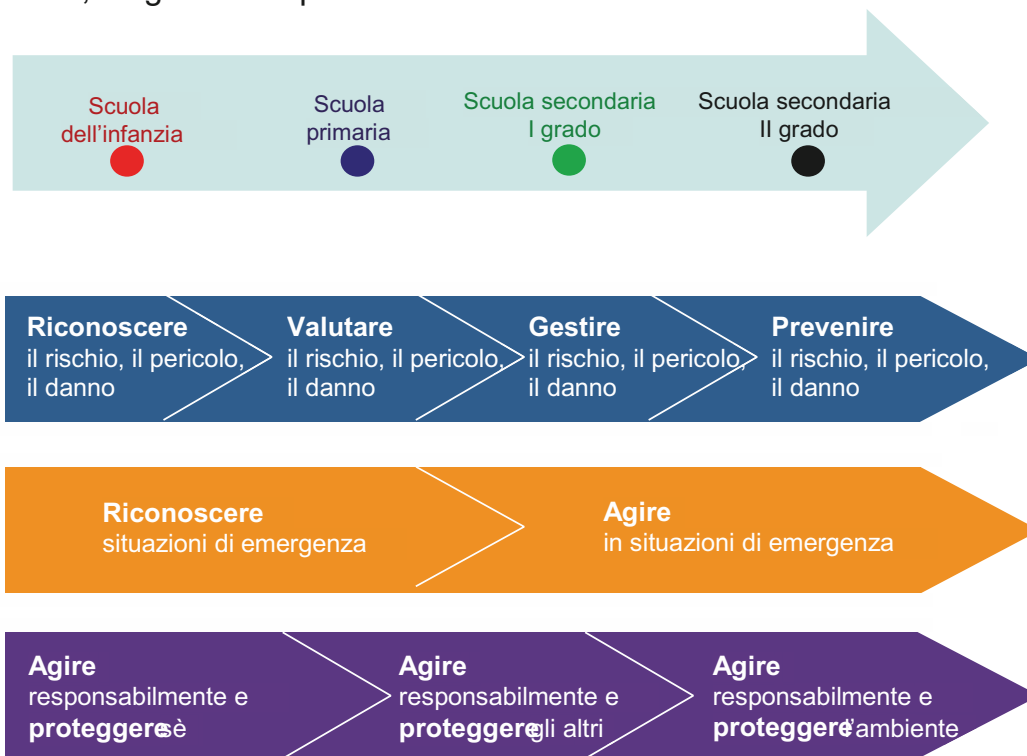 Scuola
dell'infanzia
Scuola
primaria
Scuola secondaria
I grado
Scuola secondaria
II grado
Riconoscere
il rischio, il pericolo,
il danno
Valutare
il rischio, il pericolo,
il danno
Gestire
il rischio, il pericolo,
il danno
Prevenire
il rischio, il pericolo,
il danno
Riconoscere
situazioni di emergenza
Agire
in situazioni di emergenza
Agire
responsabilmente e
proteggere sè
Agire
responsabilmente e
proteggere gli altri
Agire
responsabilmente e
proteggere l'ambiente